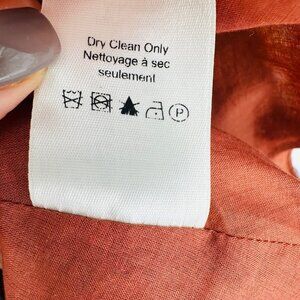 Dry Clean Only
Nettoyage à sec
seulement
P